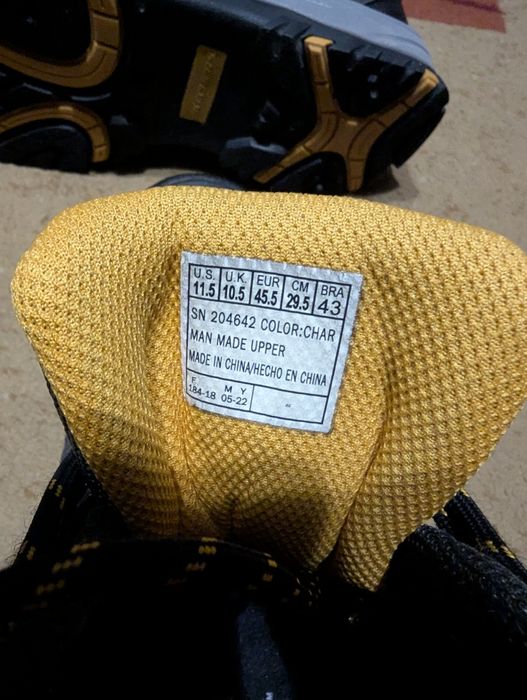 U.S. U.K. EUR CM BRA
11.5 10.5 45.5 29.5 43
SN 204642 COLOR:CHAR
MAN MADE UPPER
MADE IN CHINA/HECHO EN CHINA
F M Y
184-18 05-22